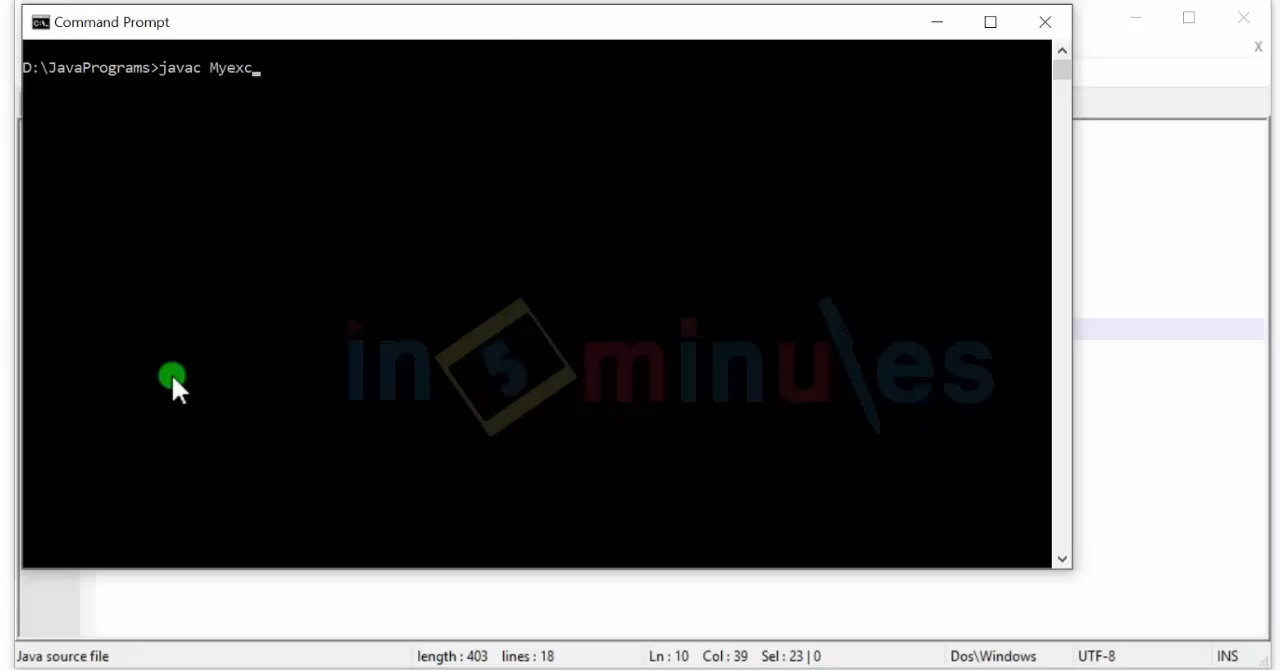 Command Prompt
X
D:\JavaPrograms>javac Myexc
in 5 minutes
Java source file length : 403 lines : 18 Ln : 10 Col : 39 Sel : 23 | 0 Dos\Windows UTF-8 INS